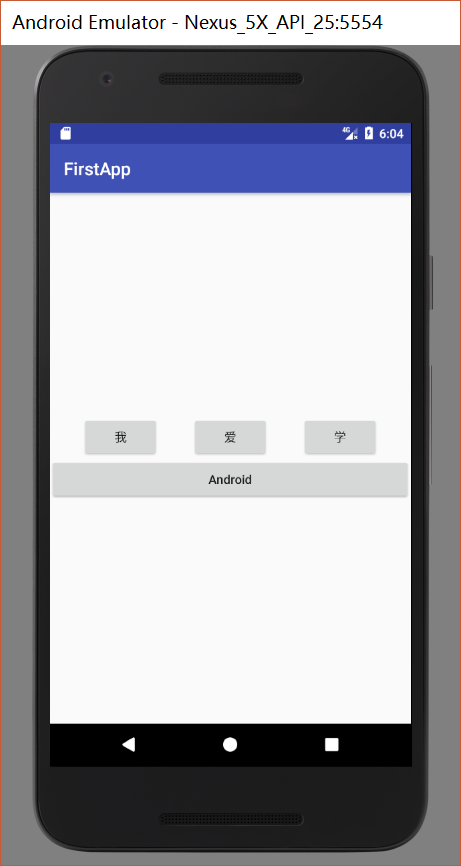 Android Emulator - Nexus_5X_API_25:5554
4G 6:04
FirstApp
我 爱 学
Android